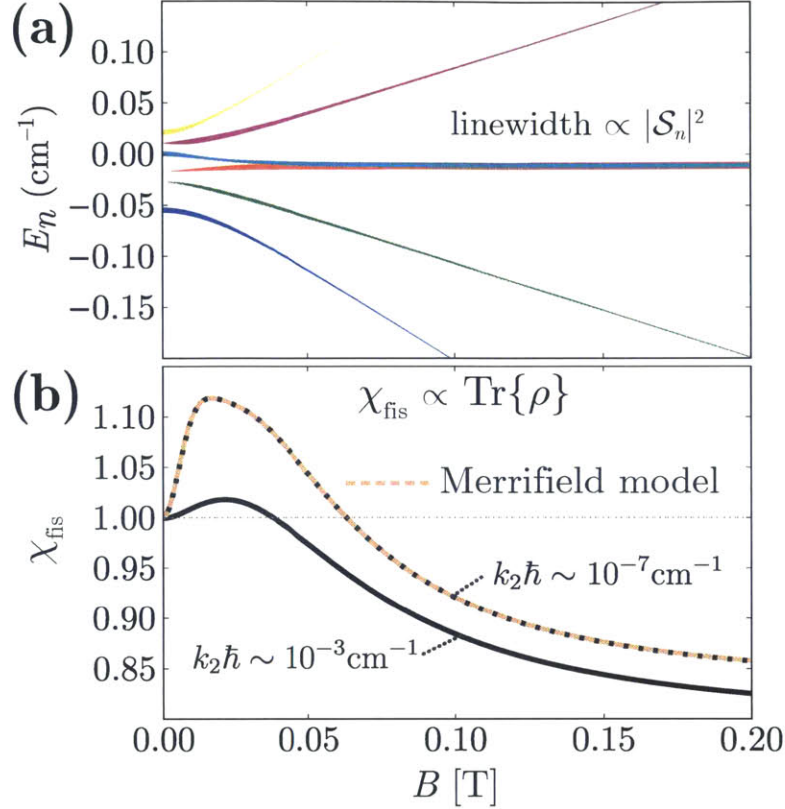 (a)
0.10
0.05
0.00
−0.05
−0.10
−0.15
E_n (cm⁻¹)
linewidth ∝ |𝒮_n|²
(b)
χ_fis ∝ Tr{ρ}
1.10
1.05
1.00
0.95
0.90
0.85
χ_fis
Merrifield model
k₂ℏ ∼ 10⁻⁷cm⁻¹
k₂ℏ ∼ 10⁻³cm⁻¹
0.00 0.05 0.10 0.15 0.20
B [T]